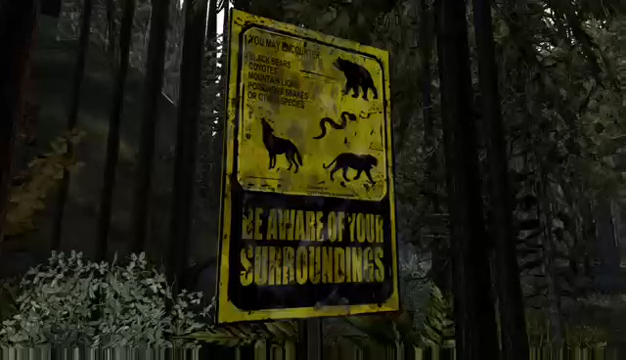 YOU MAY ENCOUNTER
BLACK BEARS
COYOTES
MOUNTAIN LIONS
POISONOUS SNAKES
OR OTHER SPECIES
BE AWARE OF YOUR
SURROUNDINGS